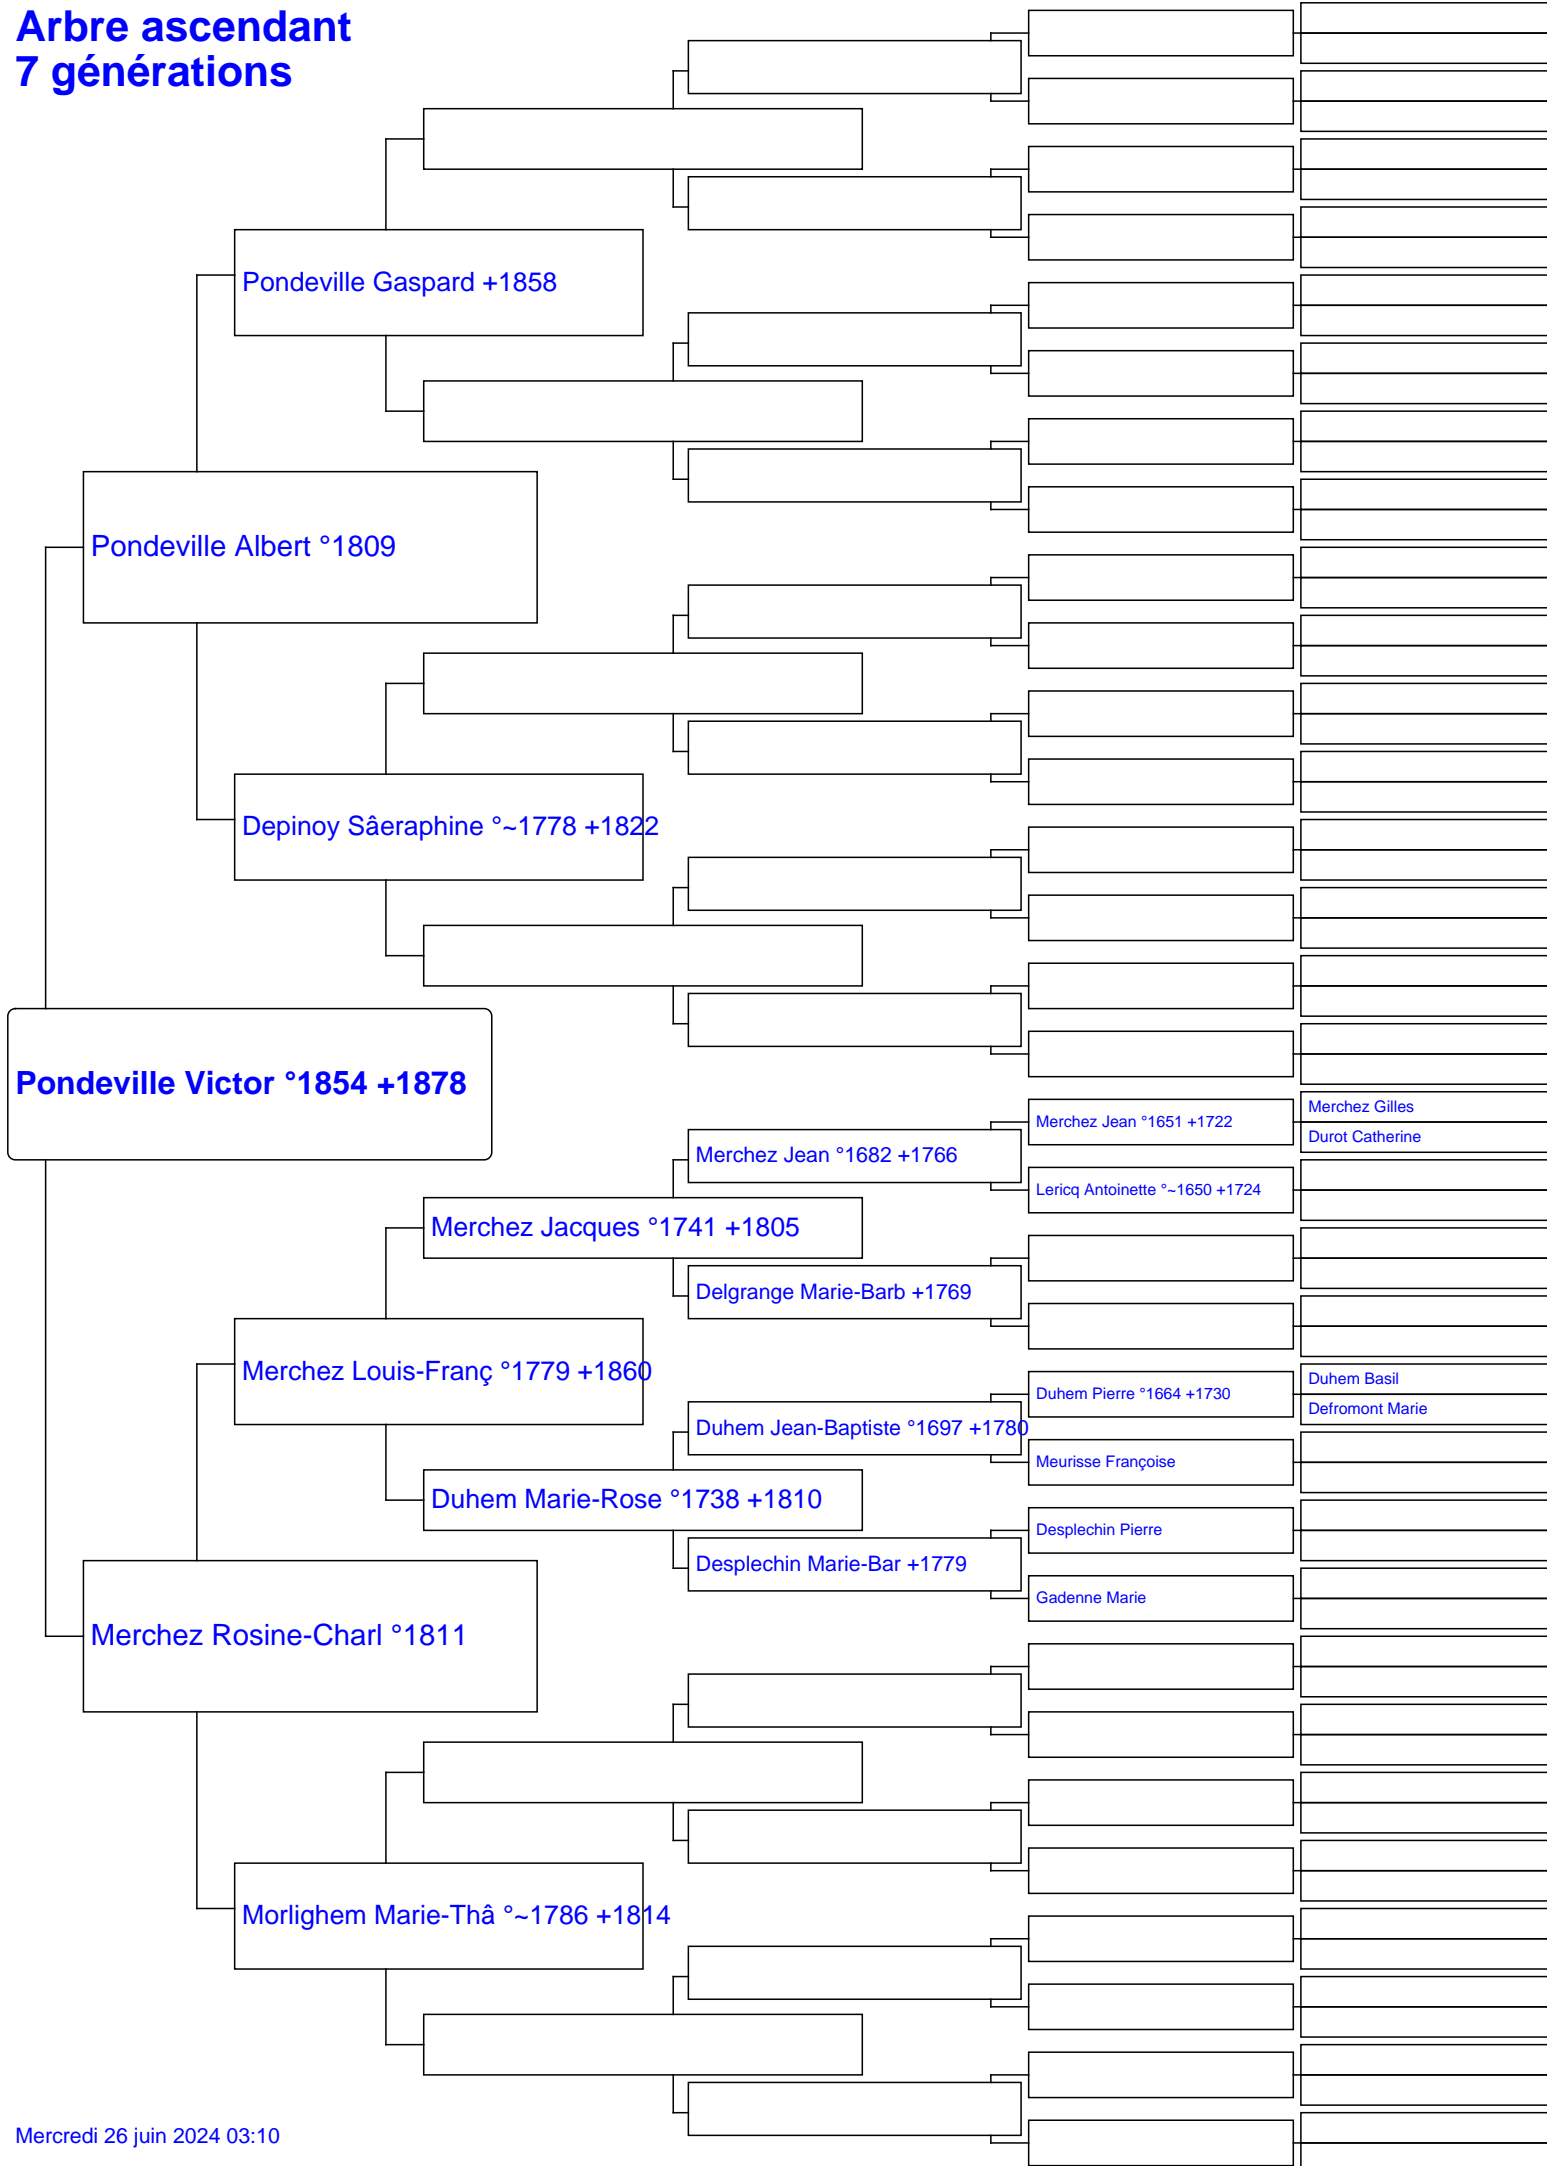 Arbre ascendant
7 générations
Pondeville Gaspard +1858
Pondeville Albert °1809
Depinoy Sâeraphine °~1778 +1822
Pondeville Victor °1854 +1878
Merchez Gilles
Merchez Jean °1651 +1722
Durot Catherine
Merchez Jean °1682 +1766
Lericq Antoinette °~1650 +1724
Merchez Jacques °1741 +1805
Delgrange Marie-Barb +1769
Merchez Louis-Franç °1779 +1860
Duhem Basil
Duhem Pierre °1664 +1730
Defromont Marie
Duhem Jean-Baptiste °1697 +1780
Meurisse Françoise
Duhem Marie-Rose °1738 +1810
Desplechin Pierre
Desplechin Marie-Bar +1779
Gadenne Marie
Merchez Rosine-Charl °1811
Morlighem Marie-Thâ °~1786 +1814
Mercredi 26 juin 2024 03:10